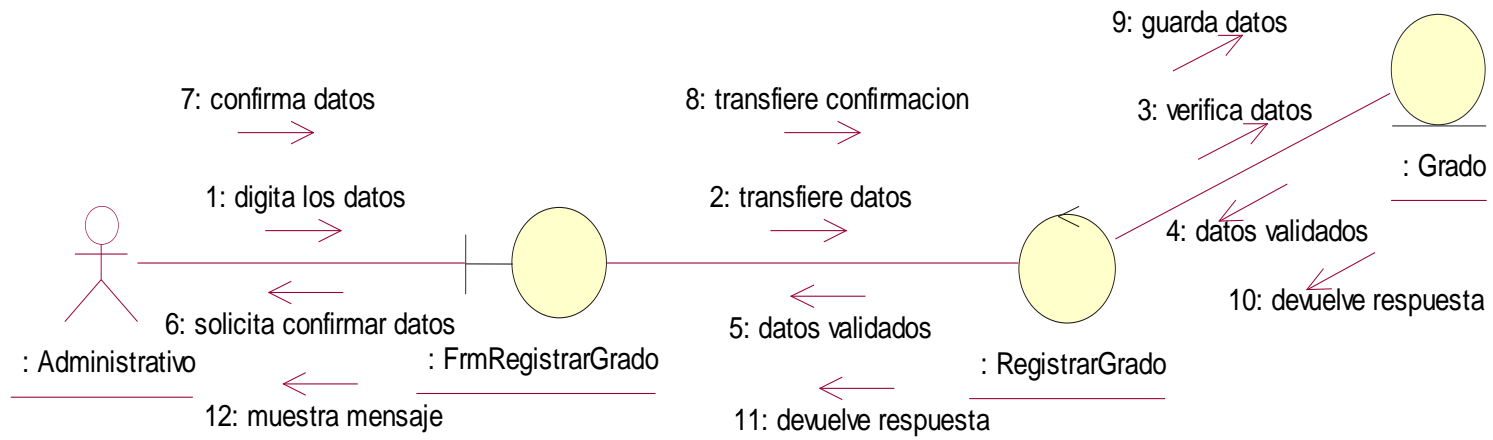 9: guarda datos
7: confirma datos
8: transfiere confirmacion
3: verifica datos
: Grado
1: digita los datos
2: transfiere datos
4: datos validados
10: devuelve respuesta
6: solicita confirmar datos
5: datos validados
: Administrativo
: FrmRegistrarGrado
: RegistrarGrado
12: muestra mensaje
11: devuelve respuesta